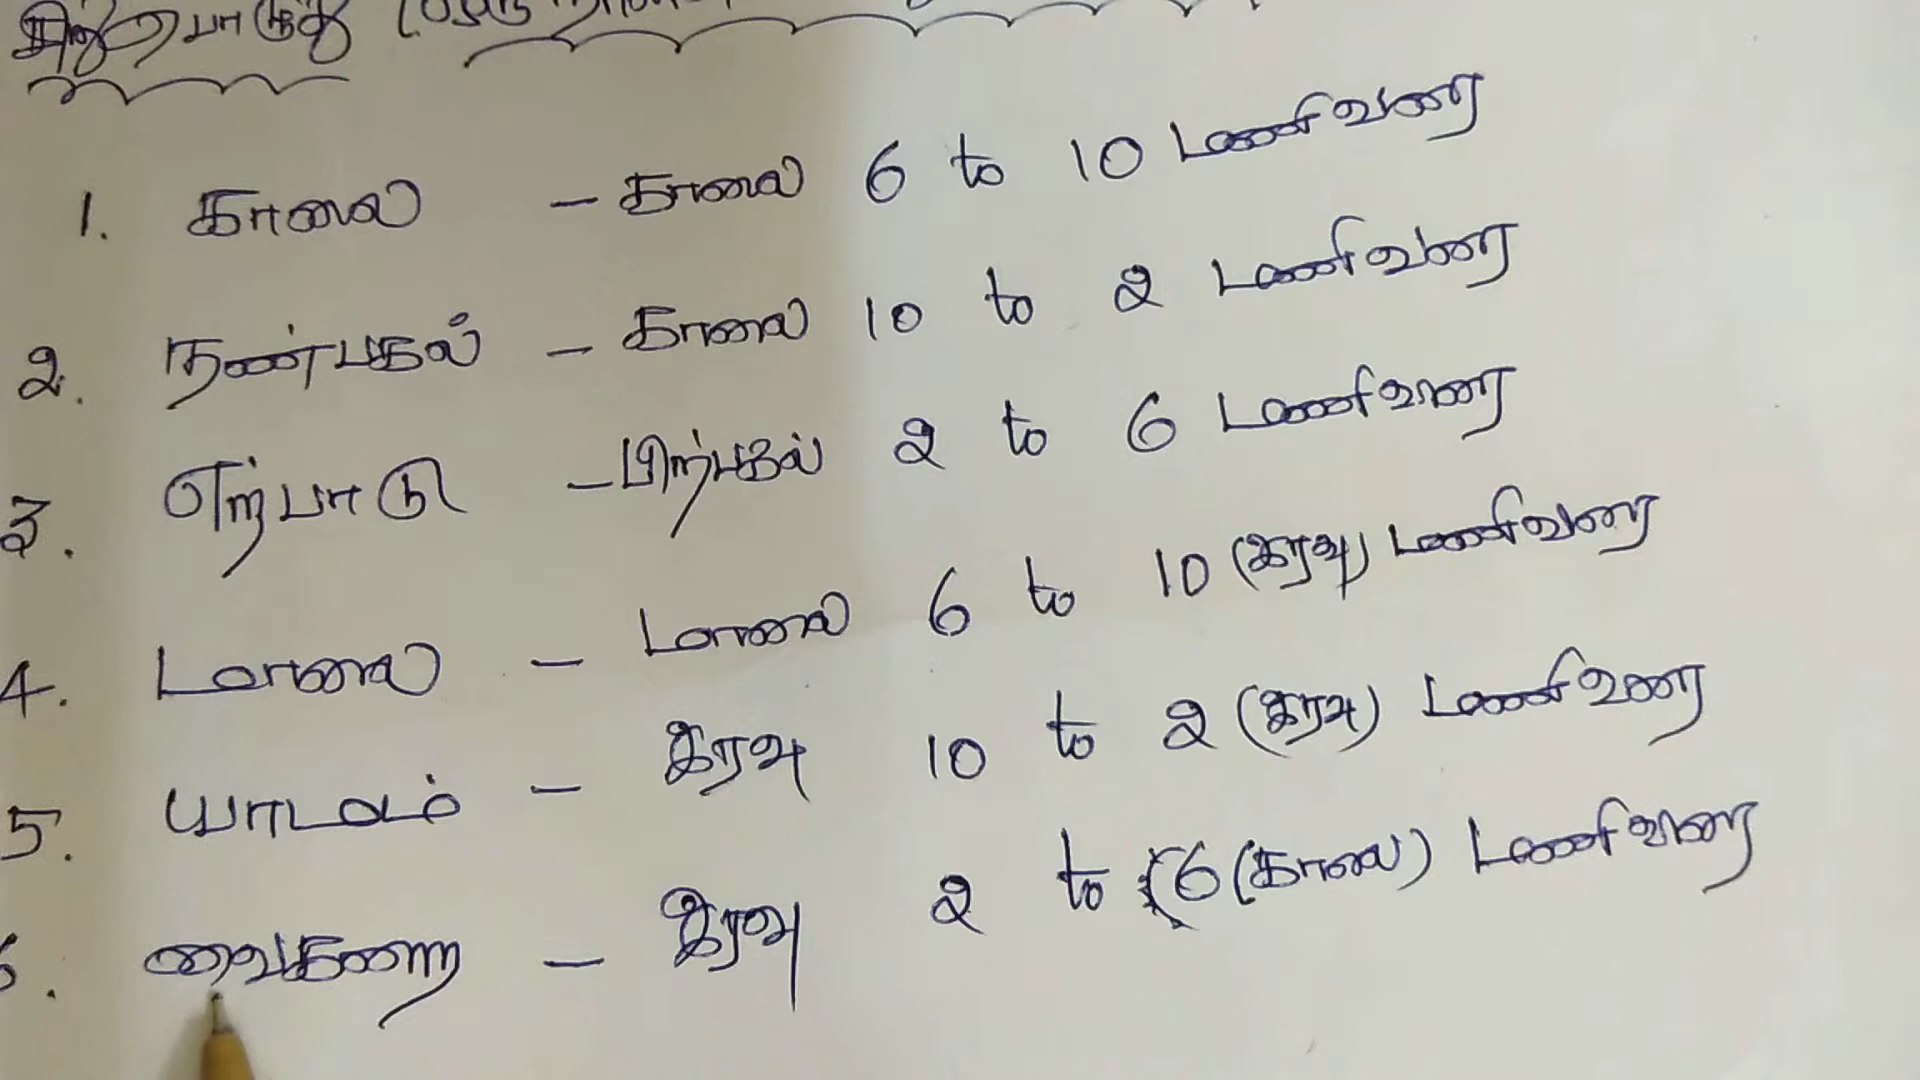 சிறுபொழுது (ஒரு நாளை
1. காலை – காலை 6 to 10 மணிவரை
2. நண்பகல் – காலை 10 to 2 மணிவரை
3. எற்பாடு – பிற்பகல் 2 to 6 மணிவரை
4. மாலை – மாலை 6 to 10 (இரவு) மணிவரை
5. யாமம் – இரவு 10 to 2 (இரவு) மணிவரை
6. வைகறை – இரவு 2 to 6 (காலை) மணிவரை